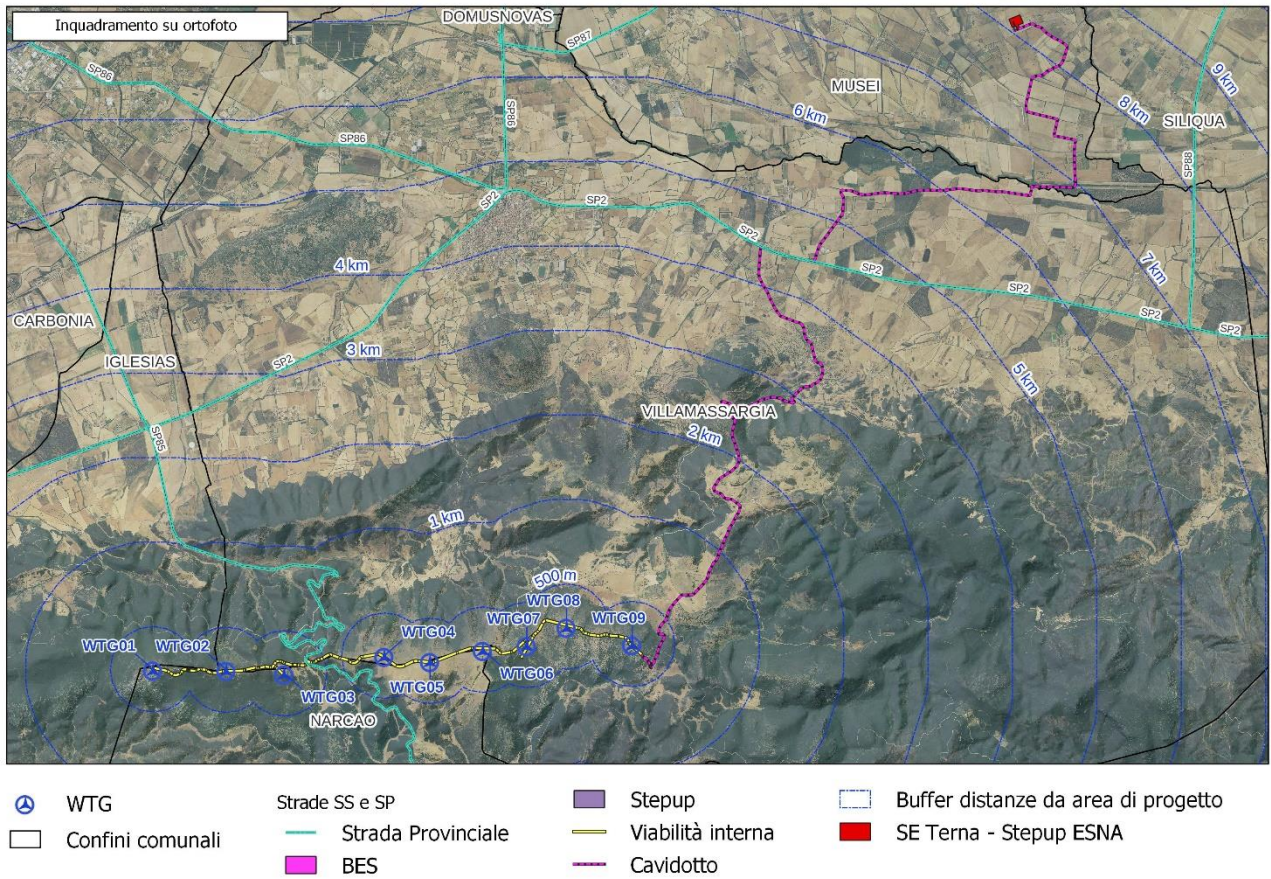 Inquadramento su ortofoto
DOMUSNOVAS
SP87
SP86
9 km
MUSEI
6 km
8 km
SILIQUA
SP86
SP86
SP88
SP2
SP2
SP2
4 km
SP2
7 km
SP2
SP2
SP2
CARBONIA
3 km
IGLESIAS
SP2
5 km
VILLAMASSARGIA
SP85
2 km
1 km
500 m
WTG08
WTG07
WTG09
WTG04
WTG01
WTG02
WTG06
WTG05
WTG03
NARCAO
WTG
Strade SS e SP
Stepup
Buffer distanze da area di progetto
Confini comunali
Strada Provinciale
Viabilità interna
SE Terna - Stepup ESNA
BES
Cavidotto